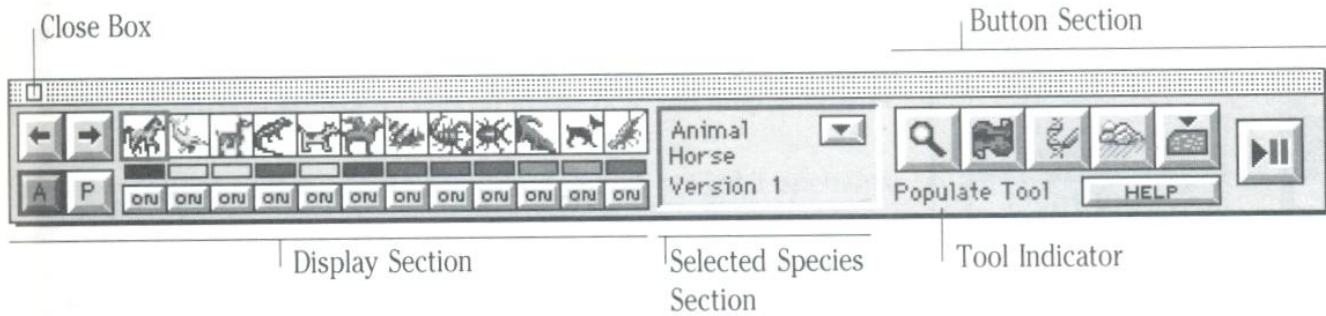 Close Box
Button Section
Animal
Horse
Version 1
A P
ON ON ON ON ON ON ON ON ON ON ON ON
Populate Tool
HELP
Display Section
Selected Species
Section
Tool Indicator